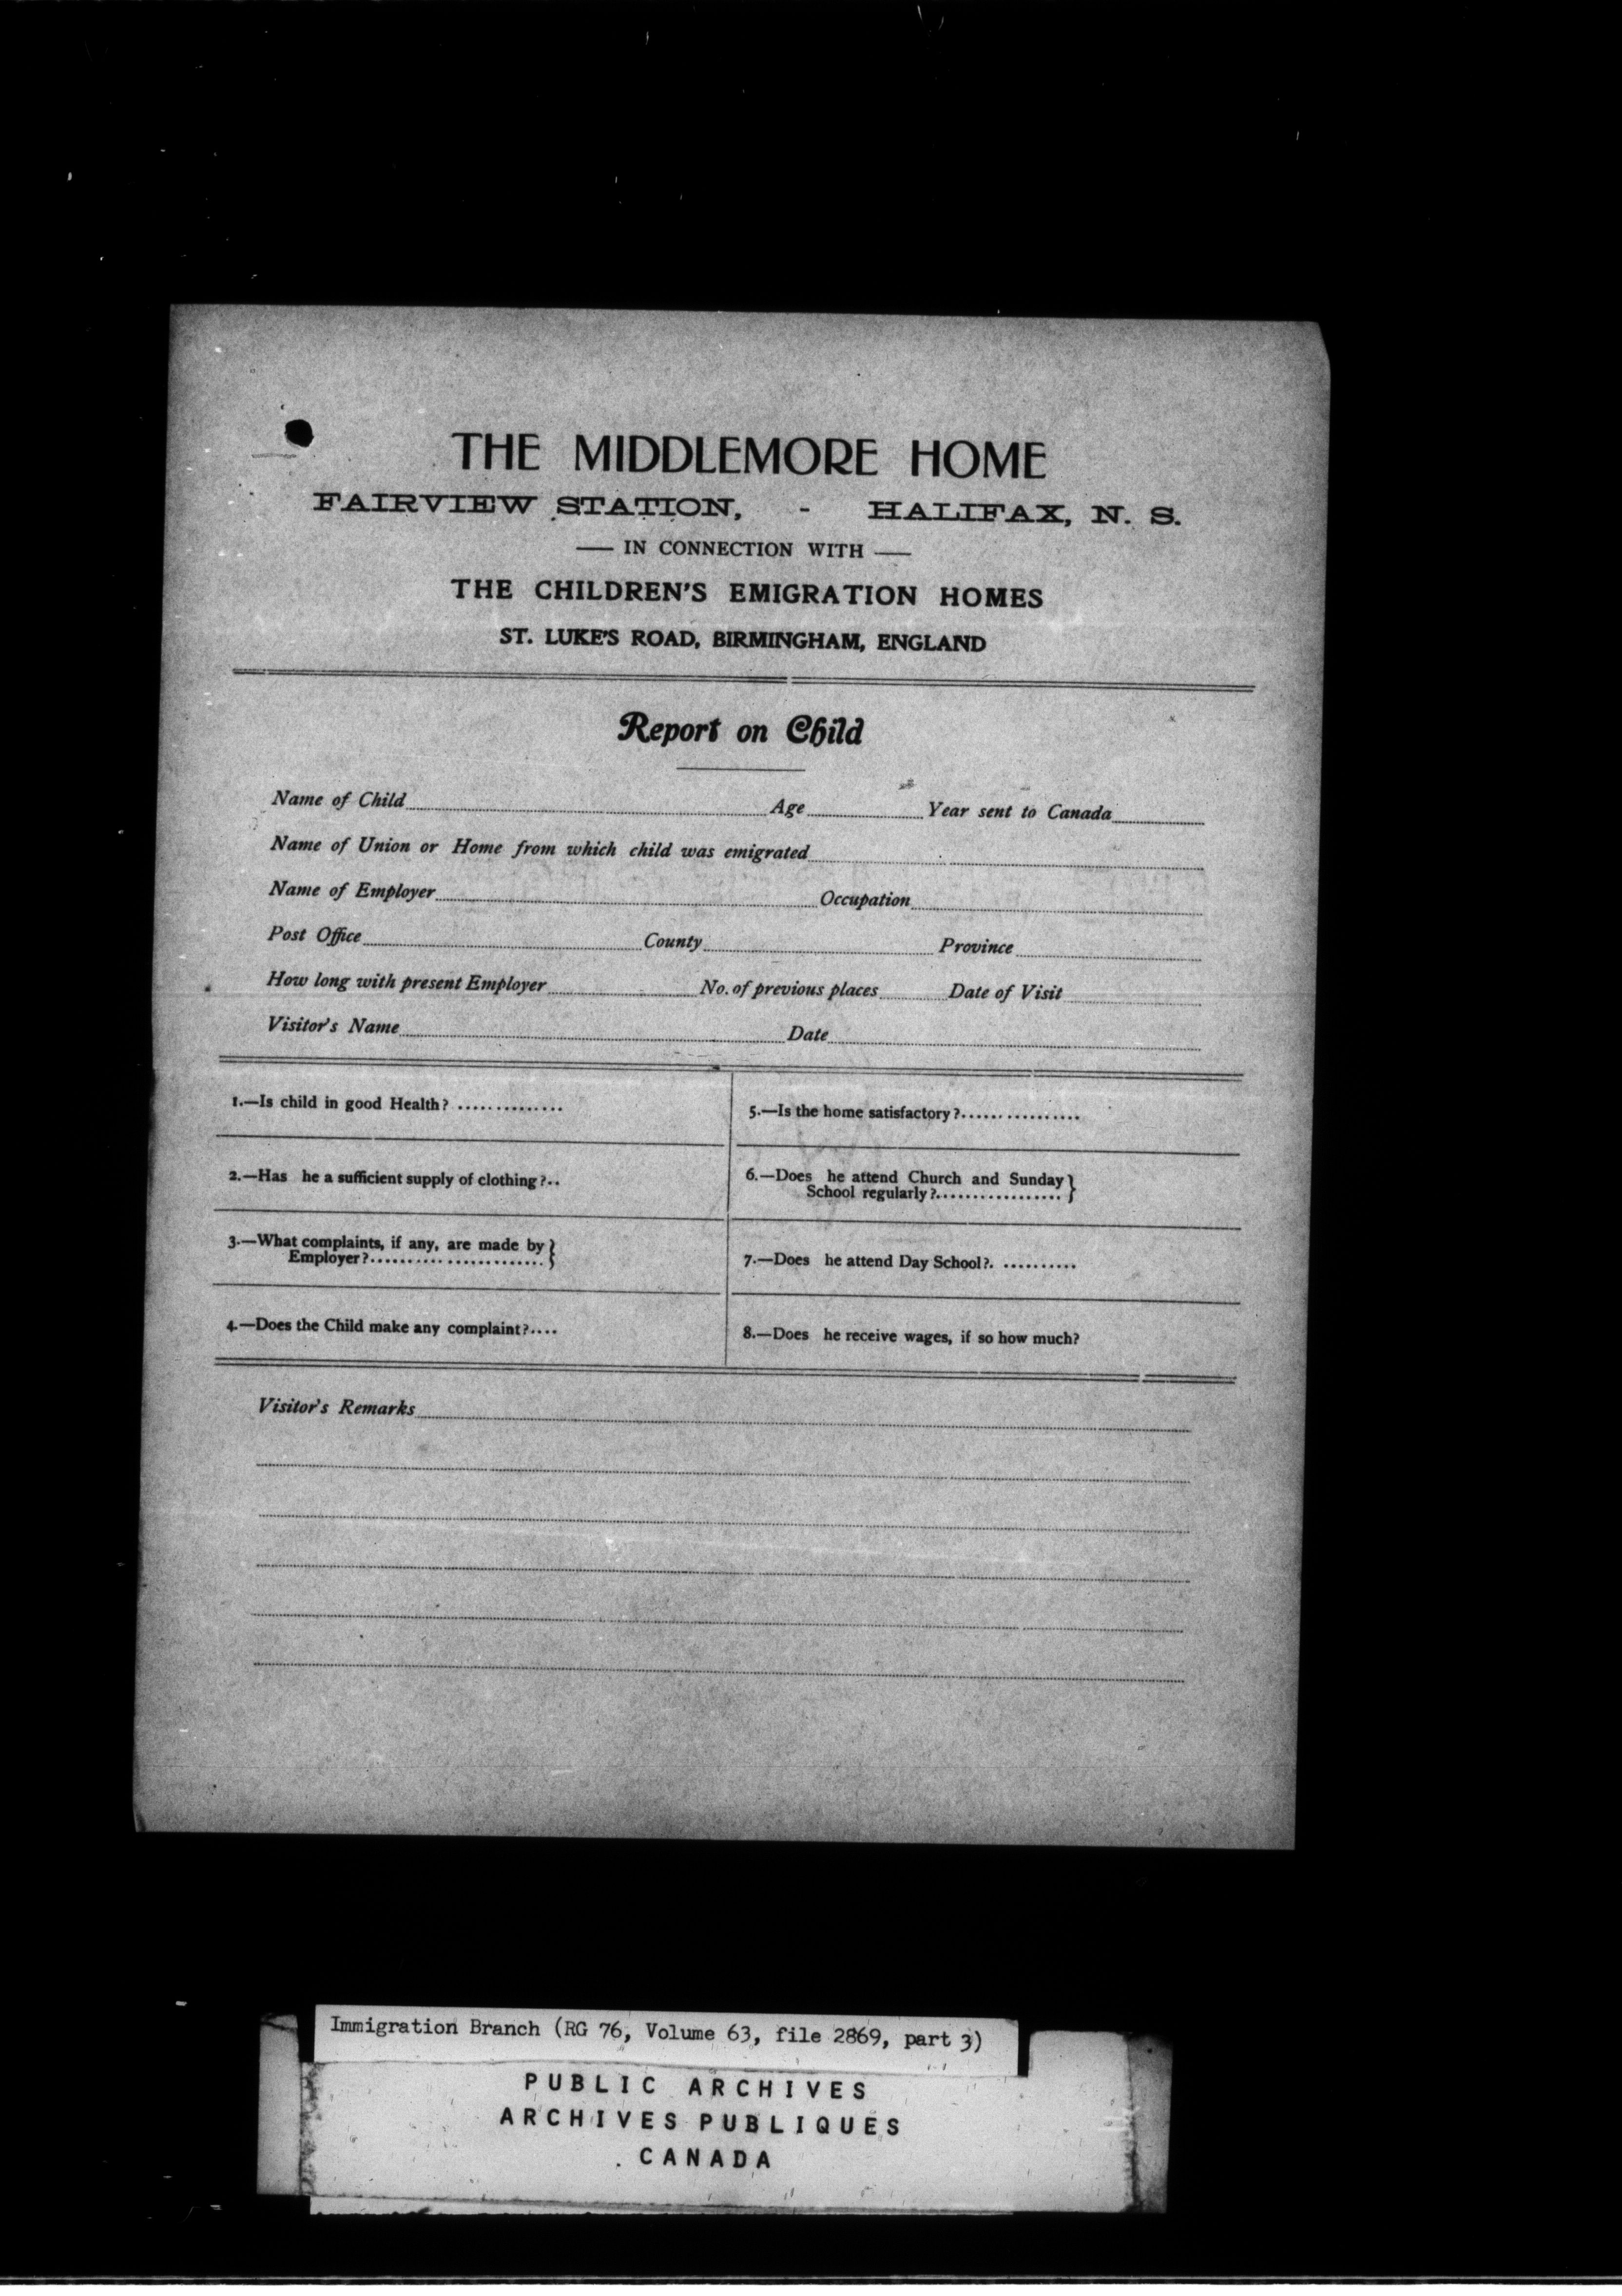 THE MIDDLEMORE HOME
FAIRVIEW STATION, - HALIFAX, N. S.
— IN CONNECTION WITH —
THE CHILDREN'S EMIGRATION HOMES
ST. LUKE'S ROAD, BIRMINGHAM, ENGLAND
Report on Child
Name of Child Age Year sent to Canada
Name of Union or Home from which child was emigrated
Name of Employer Occupation
Post Office County Province
How long with present Employer No. of previous places Date of Visit
Visitor's Name Date
1.—Is child in good Health? ..............
2.—Has he a sufficient supply of clothing?..
3.—What complaints, if any, are made by }
Employer?........................
4.—Does the Child make any complaint?....
5.—Is the home satisfactory?................
6.—Does he attend Church and Sunday }
School regularly?.................
7.—Does he attend Day School?. ..........
8.—Does he receive wages, if so how much?
Visitor's Remarks
Immigration Branch (RG 76, Volume 63, file 2869, part 3)
PUBLIC ARCHIVES
ARCHIVES PUBLIQUES
CANADA